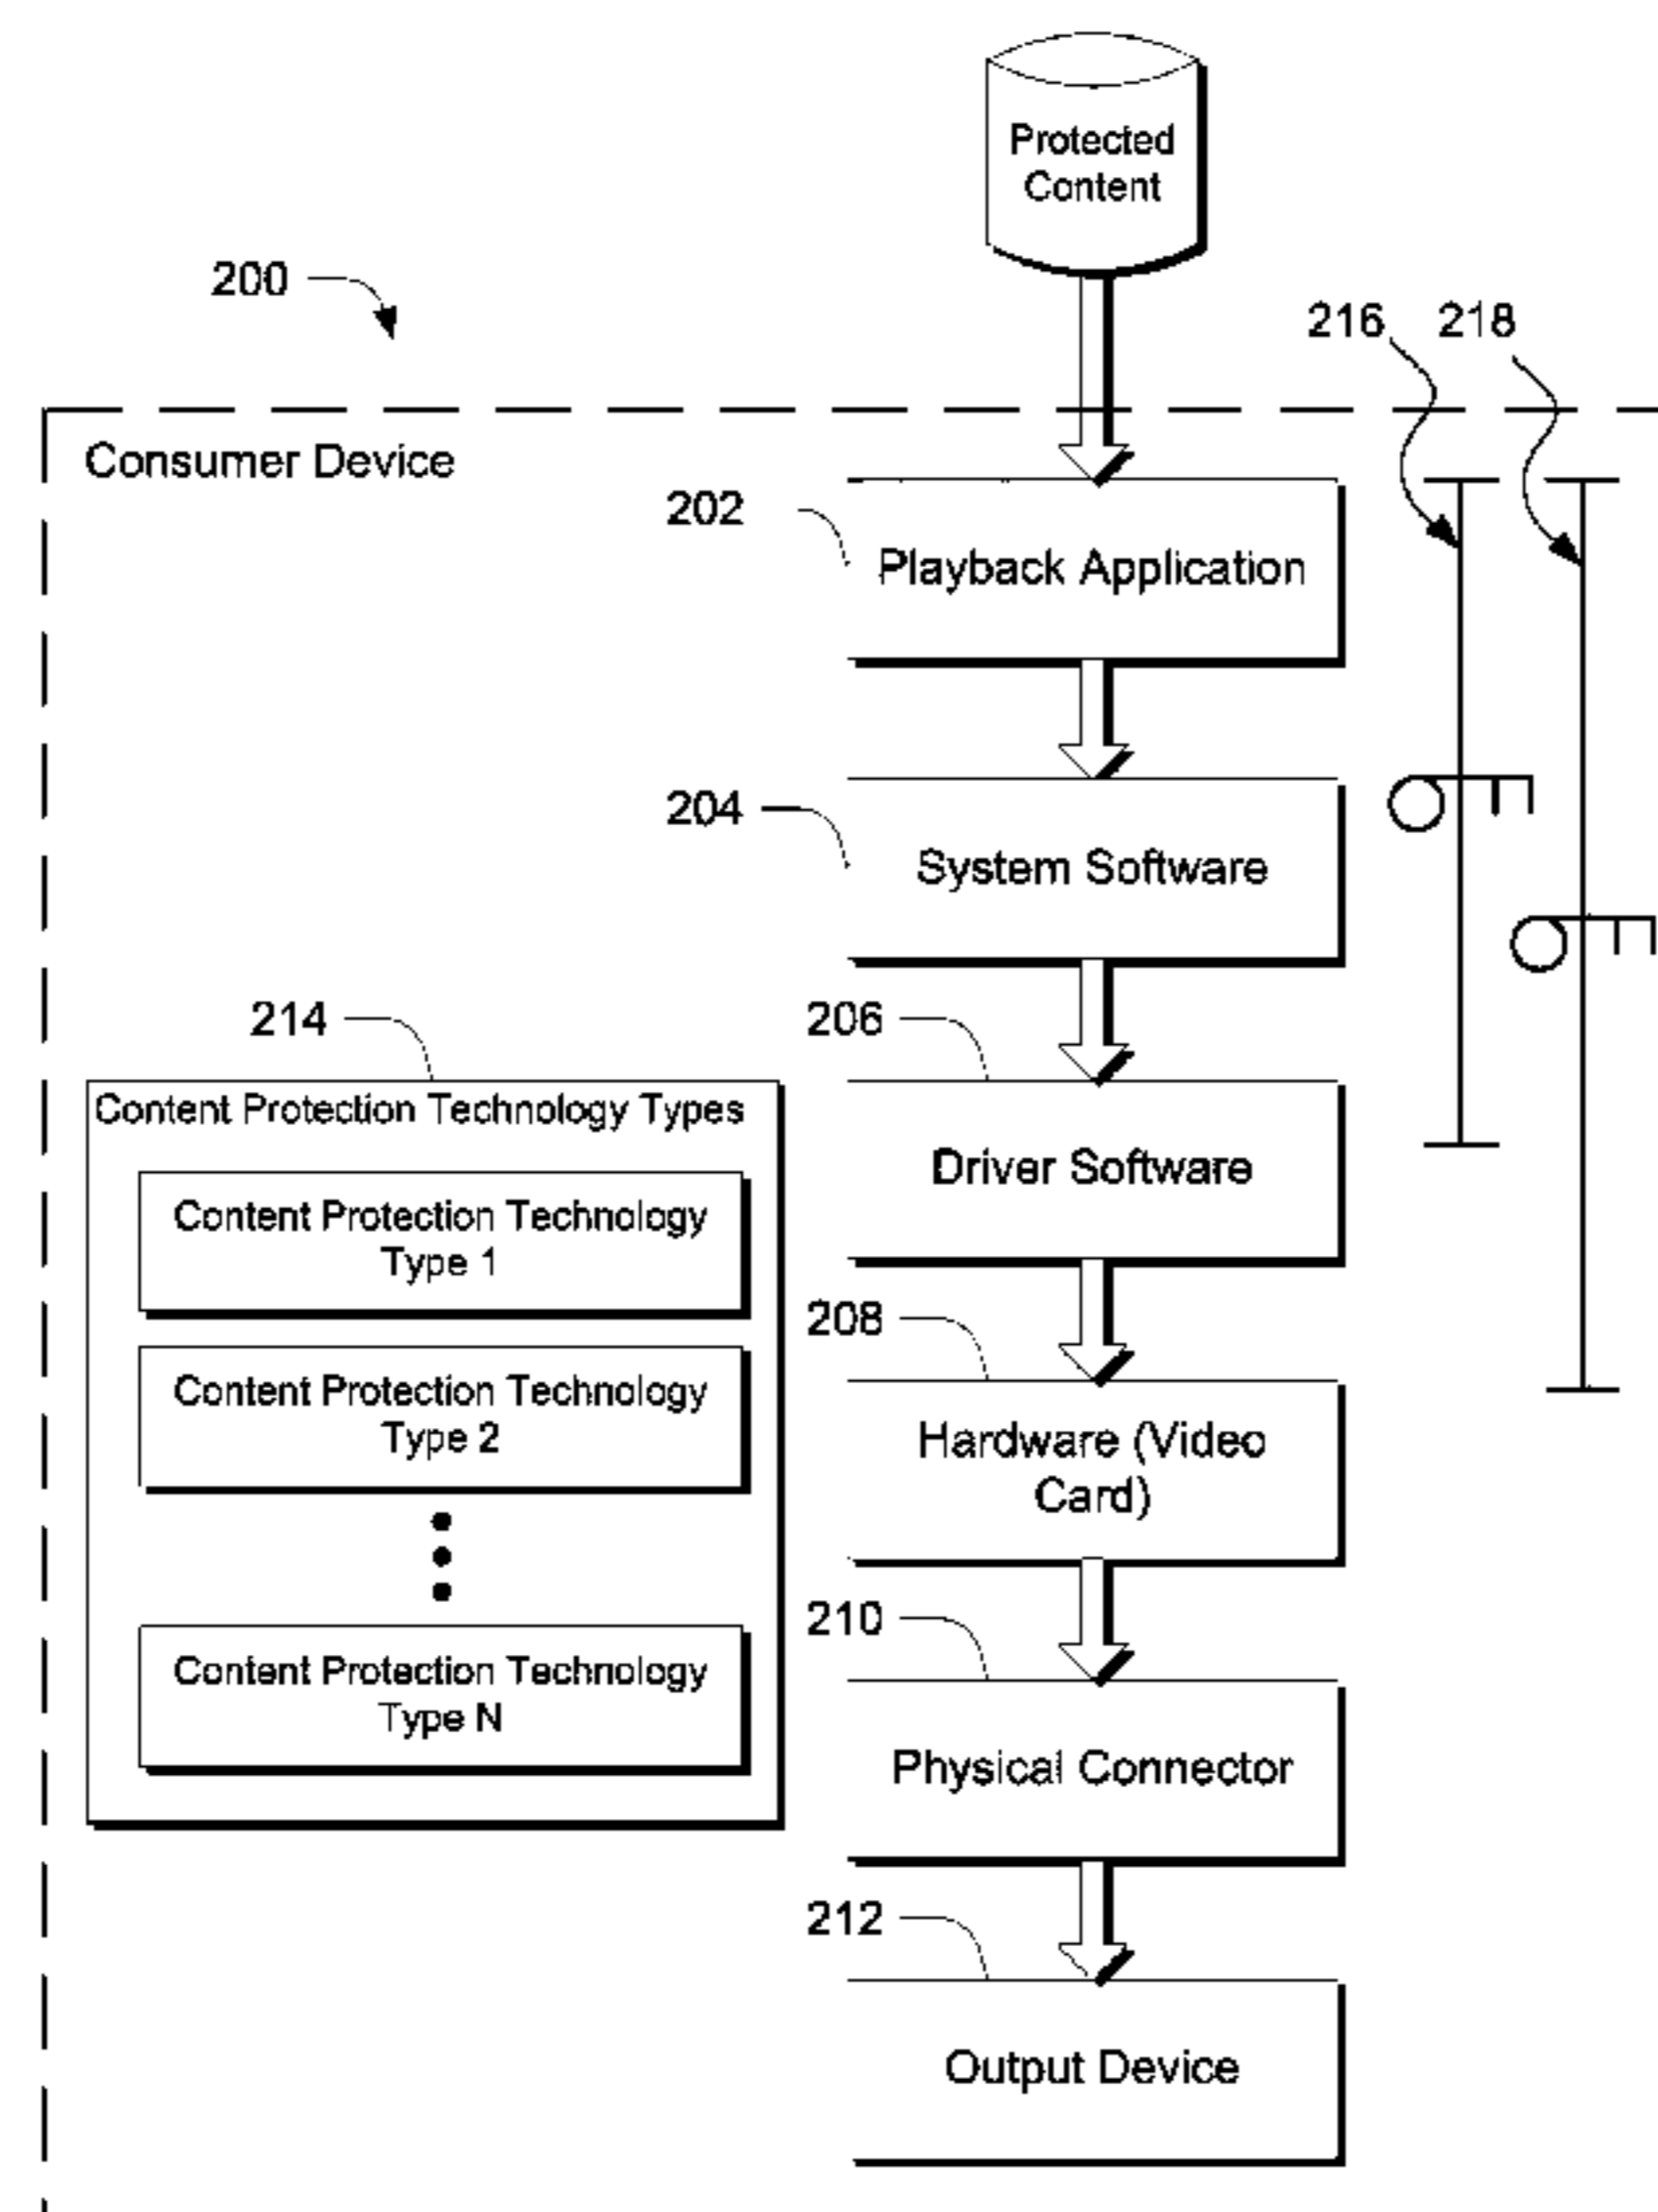 Protected
Content
200
216
218
Consumer Device
202
Playback Application
204
System Software
214
206
Content Protection Technology Types
Driver Software
Content Protection Technology
Type 1
208
Content Protection Technology
Type 2
Hardware (Video
Card)
210
Content Protection Technology
Type N
Physical Connector
212
Output Device